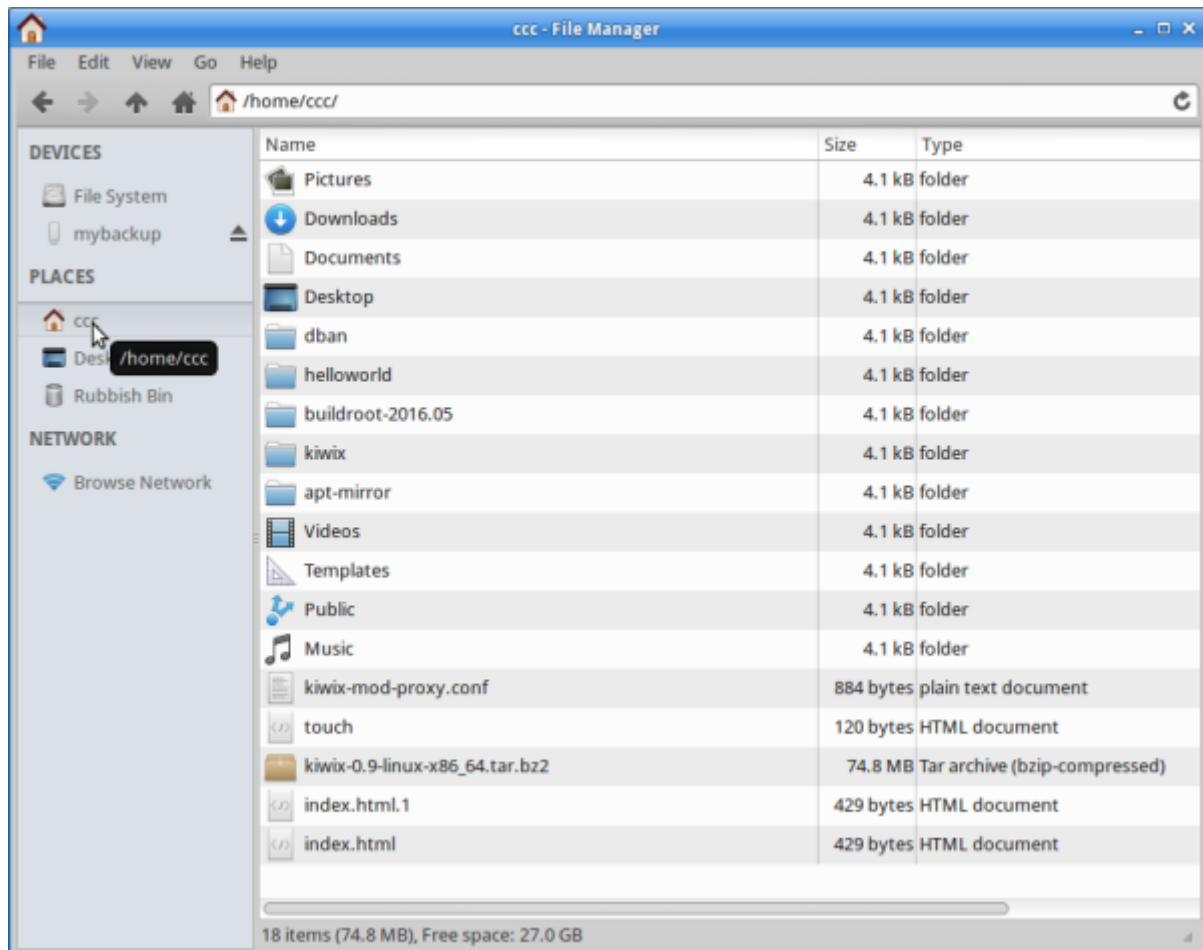 ccc - File Manager
File Edit View Go Help
/home/ccc/
DEVICES
File System
mybackup
PLACES
ccc
Desk
/home/ccc
Rubbish Bin
NETWORK
Browse Network
Name Size Type
Pictures 4.1 kB folder
Downloads 4.1 kB folder
Documents 4.1 kB folder
Desktop 4.1 kB folder
dban 4.1 kB folder
helloworld 4.1 kB folder
buildroot-2016.05 4.1 kB folder
kiwix 4.1 kB folder
apt-mirror 4.1 kB folder
Videos 4.1 kB folder
Templates 4.1 kB folder
Public 4.1 kB folder
Music 4.1 kB folder
kiwix-mod-proxy.conf 884 bytes plain text document
touch 120 bytes HTML document
kiwix-0.9-linux-x86_64.tar.bz2 74.8 MB Tar archive (bzip-compressed)
index.html.1 429 bytes HTML document
index.html 429 bytes HTML document
18 items (74.8 MB), Free space: 27.0 GB